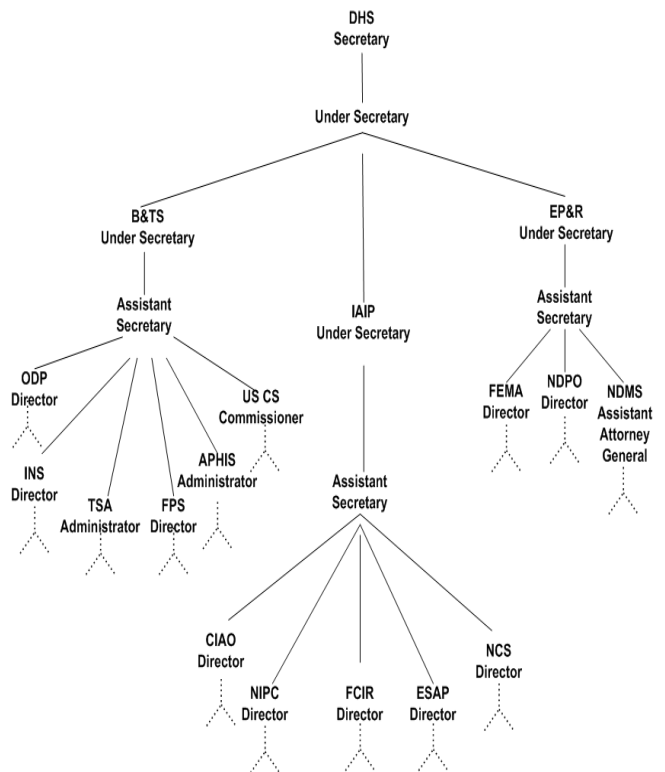 DHS
Secretary
Under Secretary
B&TS
Under Secretary
EP&R
Under Secretary
IAIP
Under Secretary
Assistant
Secretary
Assistant
Secretary
ODP
Director
US CS
Commissioner
INS
Director
TSA
Administrator
FPS
Director
APHIS
Administrator
FEMA
Director
NDPO
Director
NDMS
Assistant
Attorney
General
Assistant
Secretary
CIAO
Director
NIPC
Director
FCIR
Director
ESAP
Director
NCS
Director